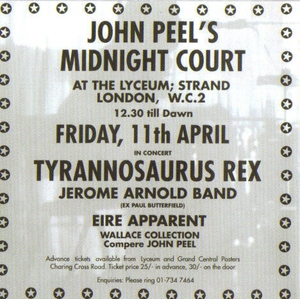 JOHN PEEL'S
MIDNIGHT COURT
AT THE LYCEUM; STRAND
LONDON, W.C.2
12.30 till Dawn
FRIDAY, 11th APRIL
IN CONCERT
TYRANNOSAURUS REX
JEROME ARNOLD BAND
(EX PAUL BUTTERFIELD)
EIRE APPARENT
WALLACE COLLECTION
Compere JOHN PEEL
Advance tickets available from Lyceum and Grand Central Posters
Charing Cross Road. Ticket price 25/- in advance, 30/- on the door
Enquiries: Please ring 01-734 7464